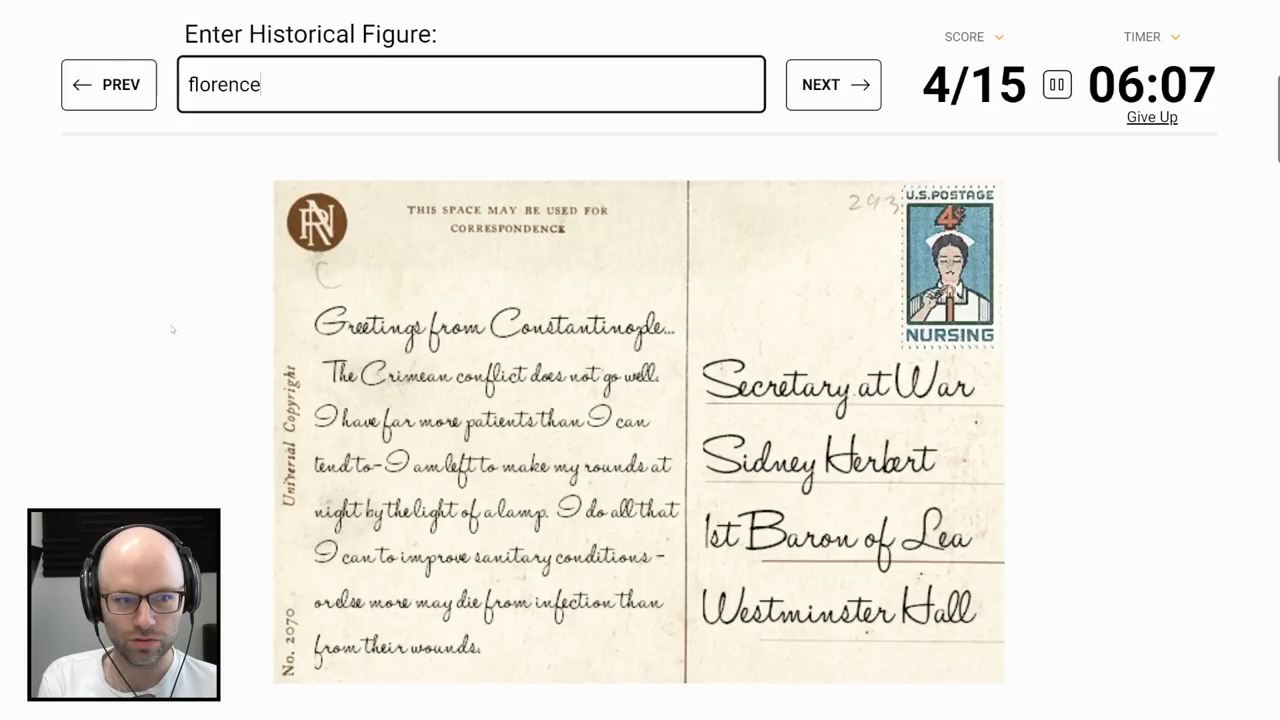 Enter Historical Figure:
SCORE
TIMER
PREV
florence
NEXT
4/15
06:07
Give Up
THIS SPACE MAY BE USED FOR
CORRESPONDENCE
293
U.S. POSTAGE
4¢
NURSING
C
Greetings from Constantinople...
The Crimean conflict does not go well.
I have far more patients than I can
tend to - I am left to make my rounds at
night by the light of a lamp. I do all that
I can to improve sanitary conditions -
or else more may die from infection than
from their wounds.
Universal Copyright
No. 2070
Secretary at War
Sidney Herbert
1st Baron of Lea
Westminster Hall